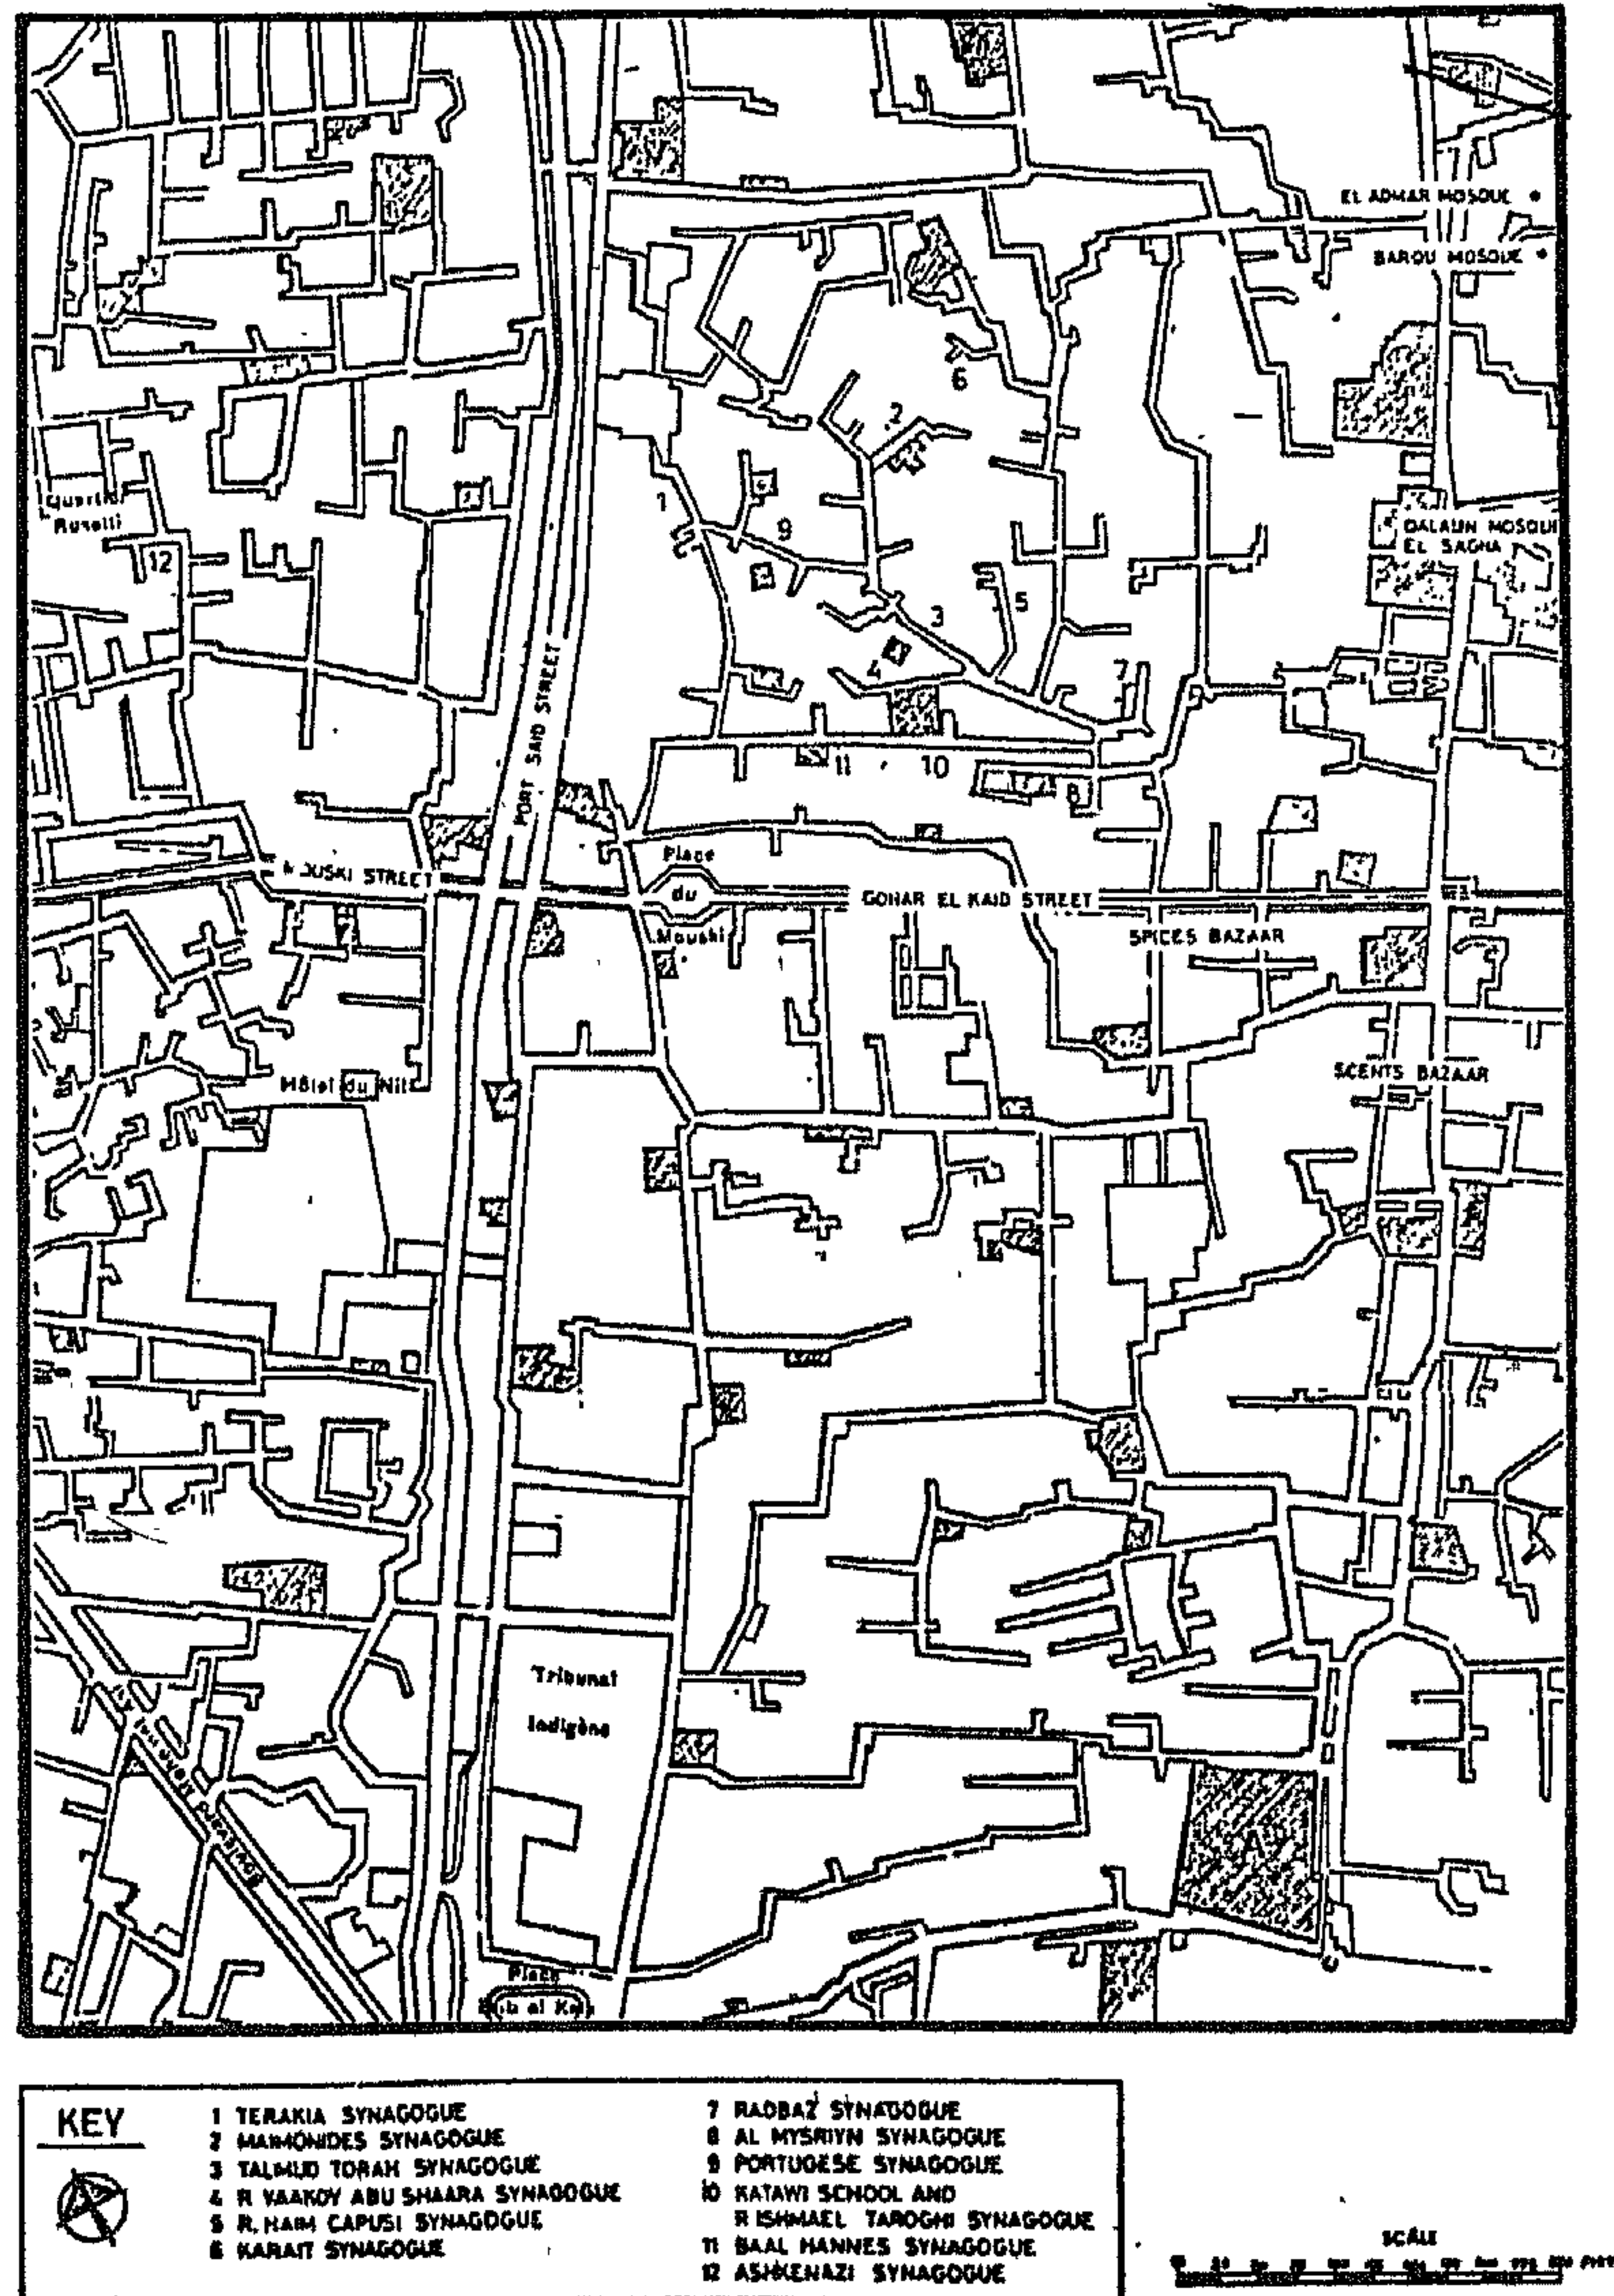 EL ADMAR MOSQUE
BAROU MOSQUE
6
2
1
9
Quartier
Ruselli
12
QALAUN MOSQUE
EL SAGHA
5
3
4
7
PORT SAID STREET
11
10
8
MOUSKI STREET
Place
du
Mouski
GOHAR EL KAID STREET
SPICES BAZAAR
SCENTS BAZAAR
Hôtel du Nil
Tribunal
Indigène
A
Place
Bab al Kalk
KEY
1 TERAKIA SYNAGOGUE
2 MAIMONIDES SYNAGOGUE
3 TALMUD TORAH SYNAGOGUE
4 R YAAKOV ABU SHAARA SYNAGOGUE
5 R. HAIM CAPUSI SYNAGOGUE
6 KARAIT SYNAGOGUE
7 RADBAZ SYNAGOGUE
8 AL MYSRIYN SYNAGOGUE
9 PORTUGESE SYNAGOGUE
10 KATAWI SCHOOL AND
R ISHMAEL TAROGHI SYNAGOGUE
11 BAAL HANNES SYNAGOGUE
12 ASHKENAZI SYNAGOGUE
SCALE